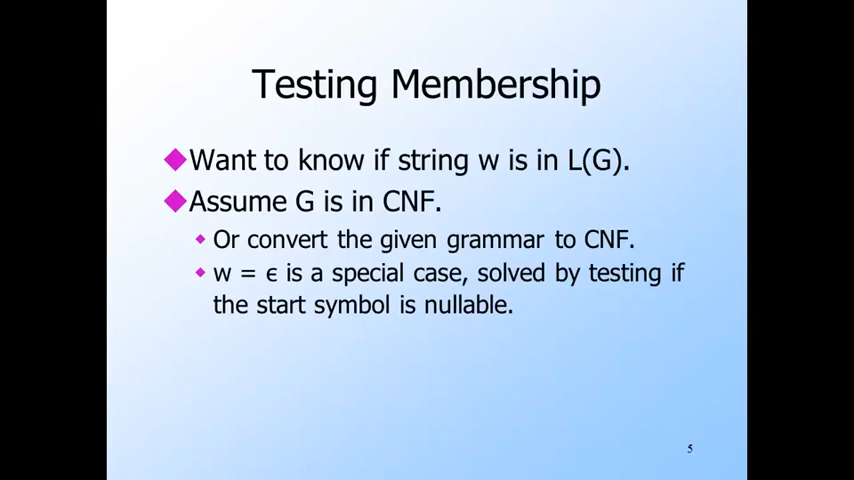 Testing Membership
Want to know if string w is in L(G).
Assume G is in CNF.
Or convert the given grammar to CNF.
w = ϵ is a special case, solved by testing if
the start symbol is nullable.
5